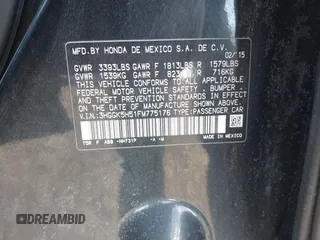 MFD.BY HONDA DE MEXICO S.A. DE C.V.
02/15
GVWR 3393LBS GAWR F 1813LBS R 1579LBS
GVWR 1539KG GAWR F 823 R 716KG
THIS VEHICLE CONFORMS TO ALL APPLICABLE
FEDERAL MOTOR VEHICLE SAFETY, BUMPER, AND
THEFT PREVENTION STANDARDS IN EFFECT ON
THE DATE OF MANUFACTURE SHOWN ABOVE.
V.I.N.: 3HGGK5H51FM775176 TYPE: PASSENGER CAR
MADE IN MEXICO